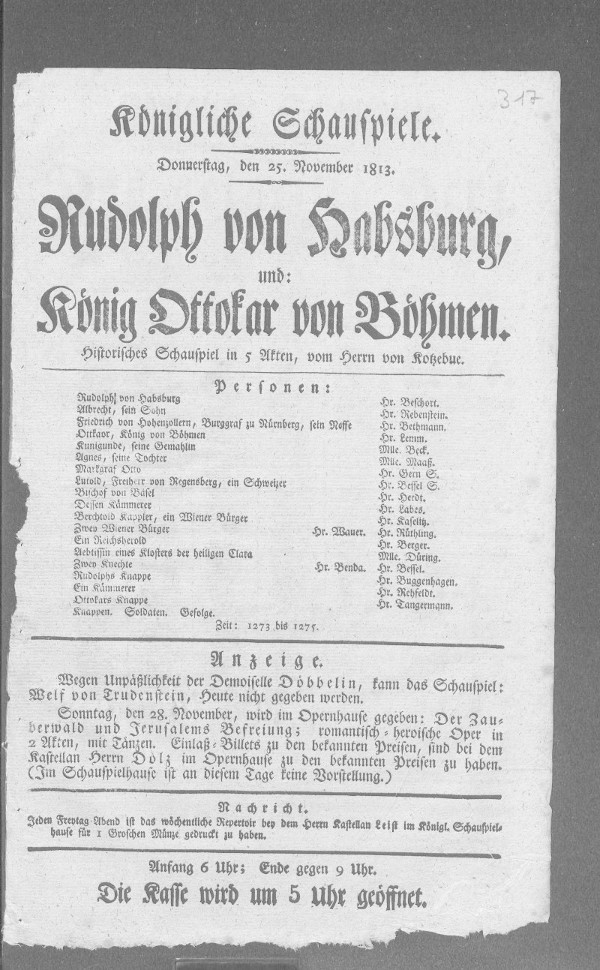 317
Königliche Schauspiele.
Donnerstag, den 25. November 1813.
Rudolph von Habsburg,
und:
König Ottokar von Böhmen.
Historisches Schauspiel in 5 Akten, vom Herrn von Kotzebue.
Personen:
Rudolph von Habsburg Hr. Beschort.
Albrecht, sein Sohn Hr. Rebenstein.
Friedrich von Hohenzollern, Burggraf zu Nürnberg, sein Neffe Hr. Bethmann.
Ottkaor, König von Böhmen Hr. Lemm.
Kunigunde, seine Gemahlin Mlle. Beck.
Agnes, seine Tochter Mlle. Maaß.
Markgraf Otto Hr. Gern S.
Lutold, Freiherr von Regensberg, ein Schweizer Hr. Bessel S.
Bischof von Basel Hr. Herdt.
Dessen Kämmerer Hr. Labes.
Berchtold Kappler, ein Wiener Bürger Hr. Kaselitz.
Zwey Wiener Bürger Hr. Wauer. Hr. Rüthling.
Ein Reichsherold Hr. Berger.
Aebtissin eines Klosters der heiligen Clara Mlle. Düring.
Zwey Knechte Hr. Benda. Hr. Bessel.
Rudolphs Knappe Hr. Buggenhagen.
Ein Kämmerer Hr. Rehfeldt.
Ottokars Knappe Hr. Tangermann.
Knappen. Soldaten. Gefolge.
Zeit: 1273 bis 1275.
Anzeige.
Wegen Unpäßlichkeit der Demoiselle Döbbelin, kann das Schauspiel:
Welf von Trudenstein, Heute nicht gegeben werden.
Sonntag, den 28. November, wird im Opernhause gegeben: Der Zau-
berwald und Jerusalems Befreiung; romantisch-heroische Oper in
2 Akten, mit Tänzen. Einlaß-Billets zu den bekannten Preisen, sind bei dem
Kastellan Herrn Dölz im Opernhause zu den bekannten Preisen zu haben.
(Im Schauspielhause ist an diesem Tage keine Vorstellung.)
Nachricht.
Jeden Freytag Abend ist das wöchentliche Repertoir bey dem Herrn Kastellan Leist im Königl. Schauspiel-
hause für 1 Groschen Münze gedruckt zu haben.
Anfang 6 Uhr; Ende gegen 9 Uhr.
Die Kasse wird um 5 Uhr geöffnet.